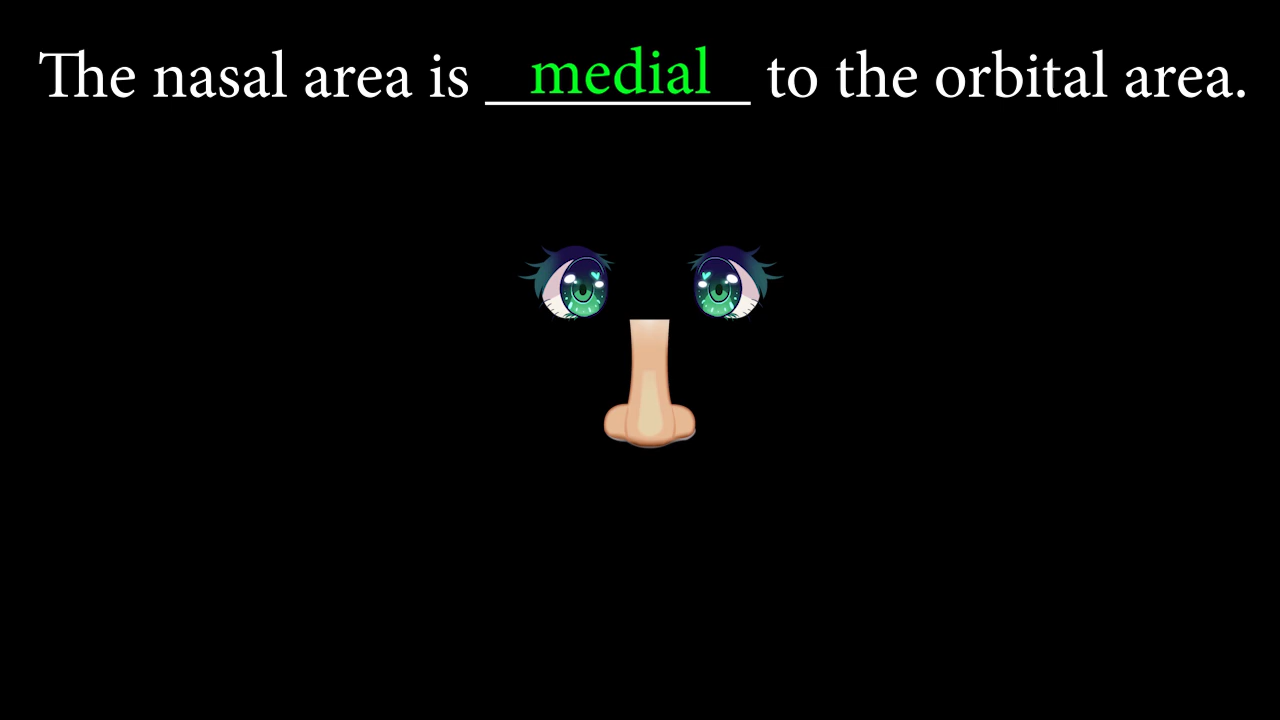 The nasal area is medial to the orbital area.